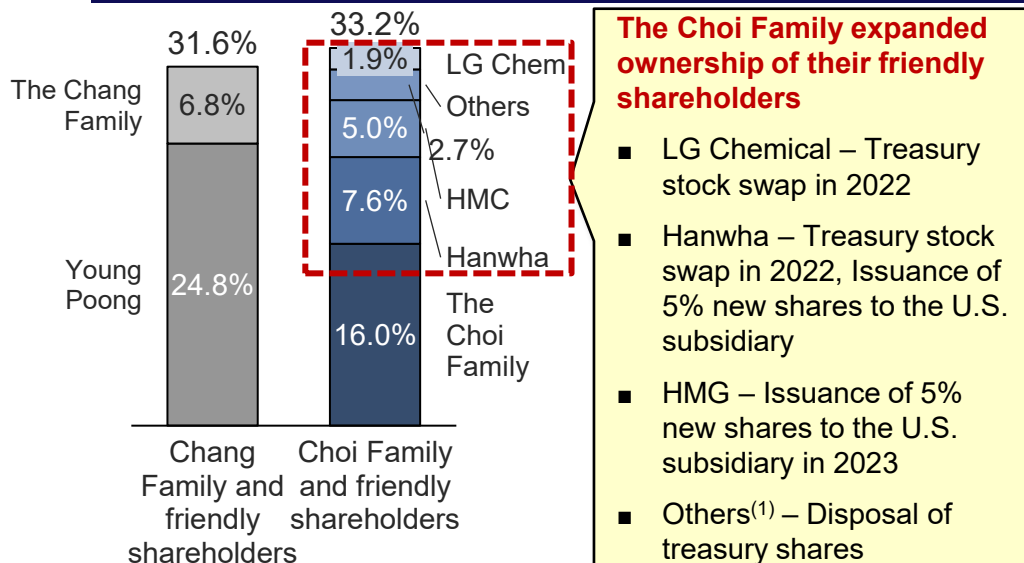 31.6%
33.2%
The Chang
Family
6.8%
Young
Poong
24.8%
1.9%
LG Chem
Others
5.0%
2.7%
HMC
7.6%
Hanwha
16.0%
The
Choi
Family
Chang
Family and
friendly
shareholders
Choi Family
and friendly
shareholders
The Choi Family expanded
ownership of their friendly
shareholders
■ LG Chemical – Treasury
stock swap in 2022
■ Hanwha – Treasury stock
swap in 2022, Issuance of
5% new shares to the U.S.
subsidiary
■ HMG – Issuance of 5%
new shares to the U.S.
subsidiary in 2023
■ Others(1) – Disposal of
treasury shares